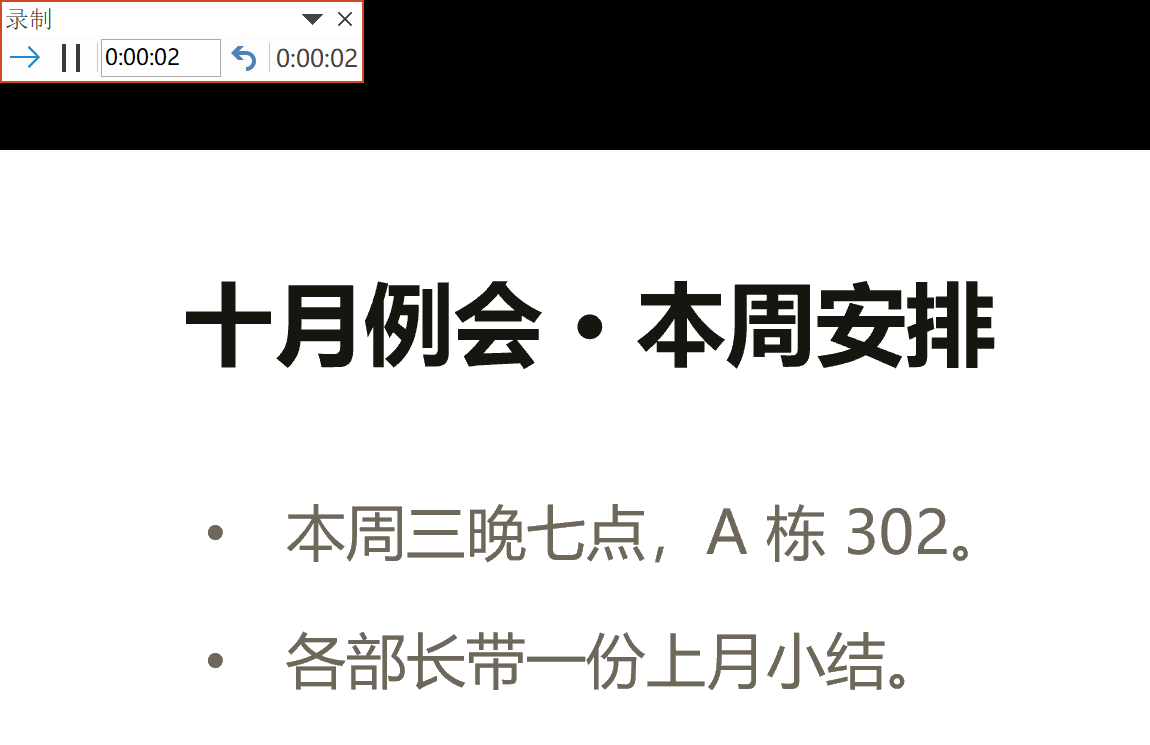 录制
0:00:02 0:00:02
十月例会·本周安排
• 本周三晚七点，A 栋 302。
• 各部长带一份上月小结。